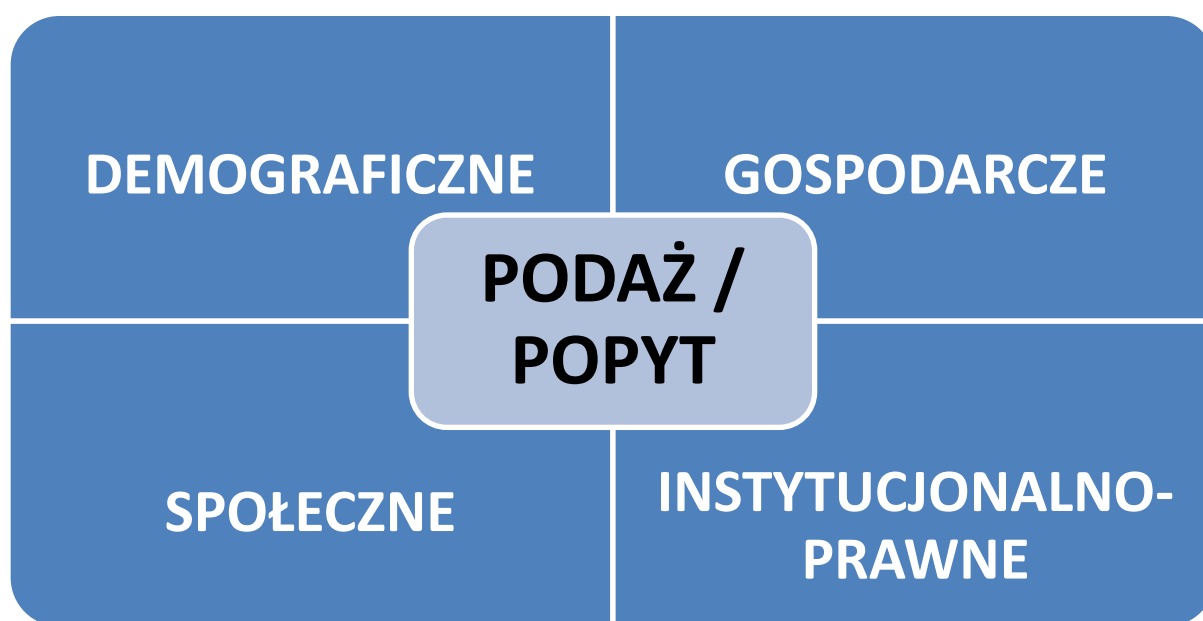 DEMOGRAFICZNE
GOSPODARCZE
PODAŻ /
POPYT
SPOŁECZNE
INSTYTUCJONALNO-
PRAWNE